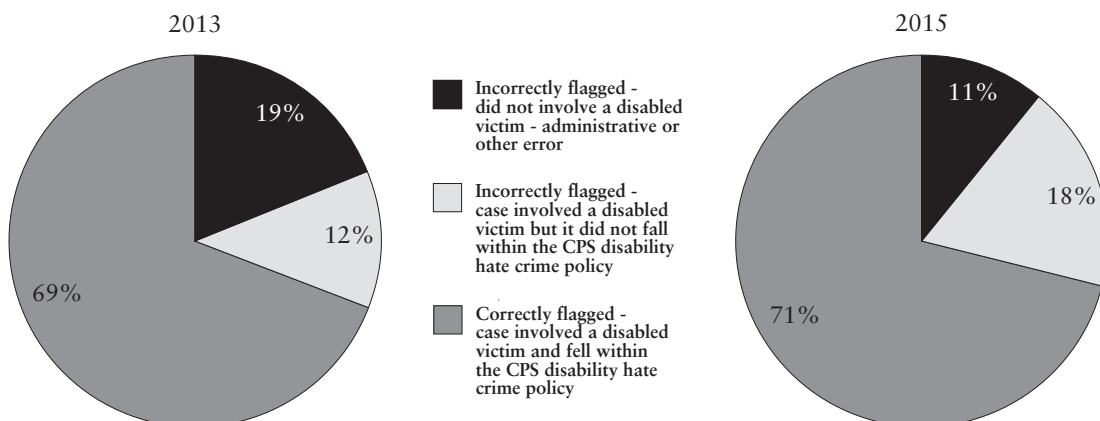 2013
19%
12%
69%
Incorrectly flagged -
did not involve a disabled
victim - administrative or
other error
Incorrectly flagged -
case involved a disabled
victim but it did not fall
within the CPS disability
hate crime policy
Correctly flagged -
case involved a disabled
victim and fell within
the CPS disability hate
crime policy
2015
11%
18%
71%